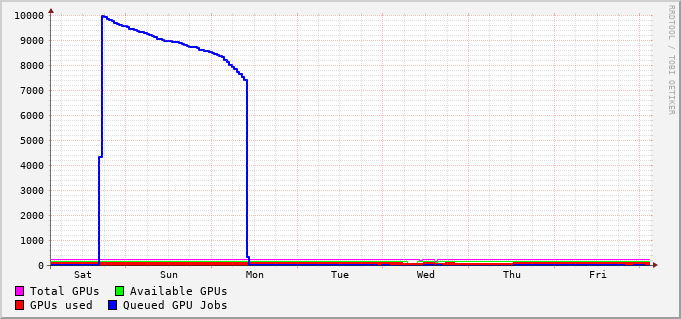 10000
9000
8000
7000
6000
5000
4000
3000
2000
1000
0
Sat Sun Mon Tue Wed Thu Fri
Total GPUs Available GPUs
GPUs used Queued GPU Jobs
RRDTOOL / TOBI OETIKER